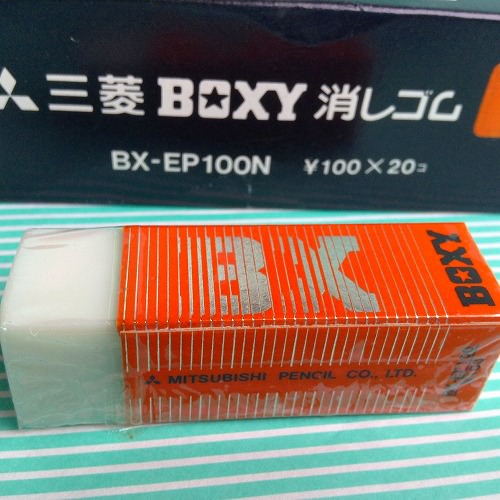 三菱 BOXY 消しゴム
BX-EP100N ¥100×20コ
BX
BOXY
MITSUBISHI PENCIL CO., LTD.